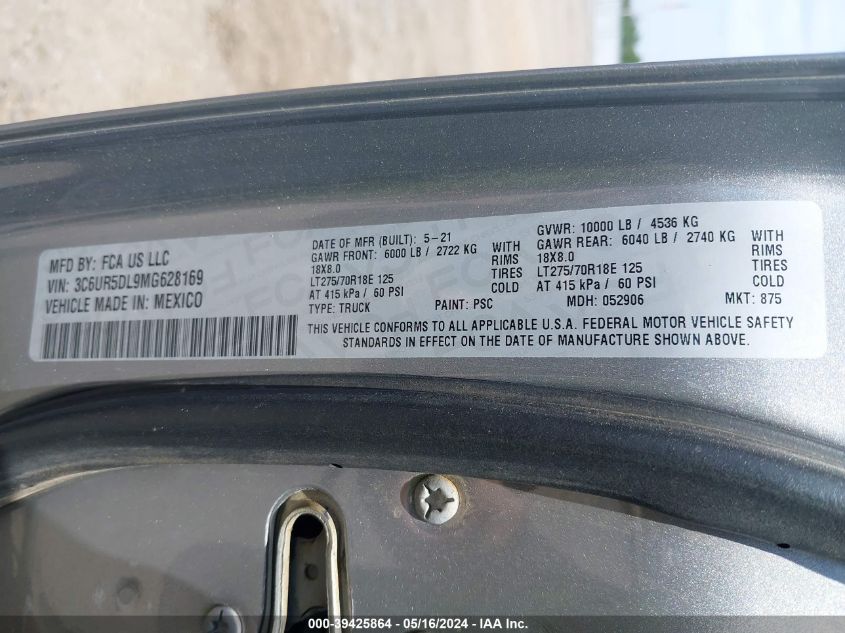 MFD BY: FCA US LLC
VIN: 3C6UR5DL9MG628169
VEHICLE MADE IN: MEXICO
DATE OF MFR (BUILT): 5-21
GAWR FRONT: 6000 LB / 2722 KG WITH
18X8.0 RIMS
LT275/70R18E 125 TIRES
AT 415 kPa / 60 PSI COLD
TYPE: TRUCK PAINT: PSC
GVWR: 10000 LB / 4536 KG
GAWR REAR: 6040 LB / 2740 KG WITH
18X8.0 RIMS
LT275/70R18E 125 TIRES
AT 415 kPa / 60 PSI COLD
MDH: 052906 MKT: 875
THIS VEHICLE CONFORMS TO ALL APPLICABLE U.S.A. FEDERAL MOTOR VEHICLE SAFETY
STANDARDS IN EFFECT ON THE DATE OF MANUFACTURE SHOWN ABOVE.
000-39425864 - 05/16/2024 - IAA Inc.